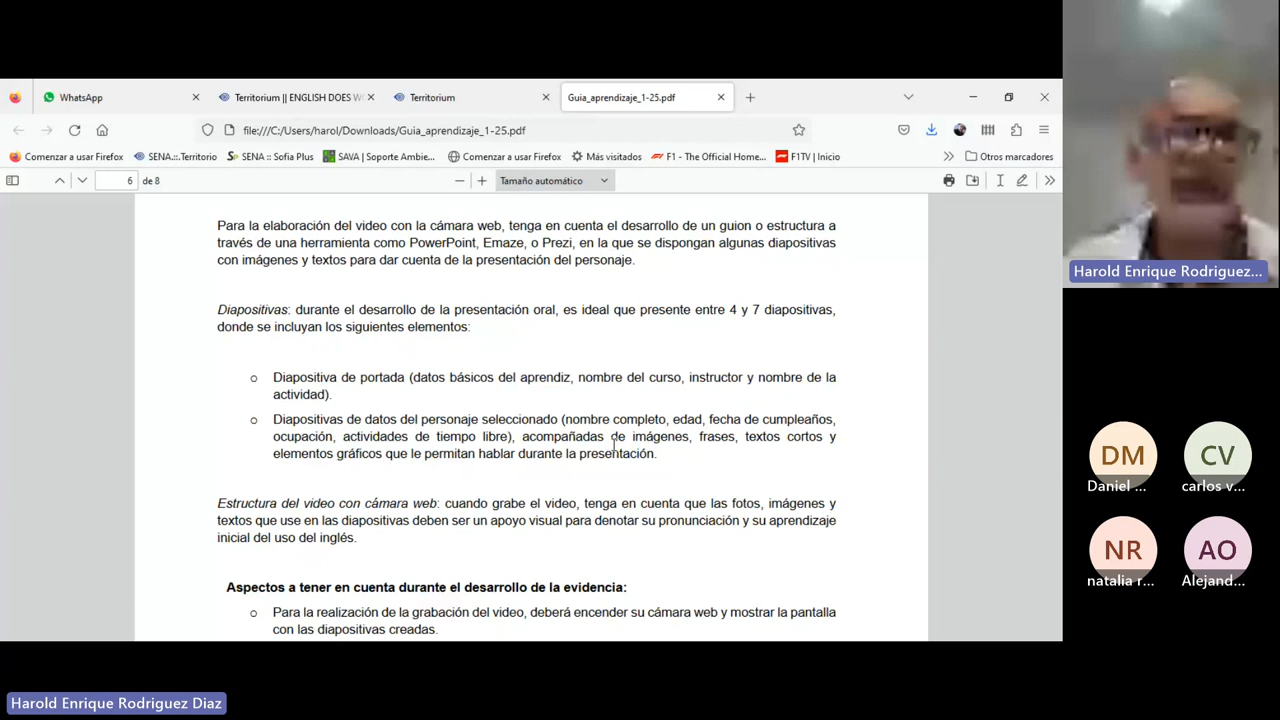 WhatsApp
Territorium || ENGLISH DOES W
Territorium
Guia_aprendizaje_1-25.pdf
file:///C:/Users/harol/Downloads/Guia_aprendizaje_1-25.pdf
Comenzar a usar Firefox
SENA.::.Territorio
SENA :: Sofia Plus
SAVA | Soporte Ambie...
Comenzar a usar Firefox
Más visitados
F1 - The Official Home...
F1TV | Inicio
Otros marcadores
6 de 8
Tamaño automático
Para la elaboración del video con la cámara web, tenga en cuenta el desarrollo de un guion o estructura a
través de una herramienta como PowerPoint, Emaze, o Prezi, en la que se dispongan algunas diapositivas
con imágenes y textos para dar cuenta de la presentación del personaje.
Diapositivas: durante el desarrollo de la presentación oral, es ideal que presente entre 4 y 7 diapositivas,
donde se incluyan los siguientes elementos:
o Diapositiva de portada (datos básicos del aprendiz, nombre del curso, instructor y nombre de la
actividad).
o Diapositivas de datos del personaje seleccionado (nombre completo, edad, fecha de cumpleaños,
ocupación, actividades de tiempo libre), acompañadas de imágenes, frases, textos cortos y
elementos gráficos que le permitan hablar durante la presentación.
Estructura del video con cámara web: cuando grabe el video, tenga en cuenta que las fotos, imágenes y
textos que use en las diapositivas deben ser un apoyo visual para denotar su pronunciación y su aprendizaje
inicial del uso del inglés.
Aspectos a tener en cuenta durante el desarrollo de la evidencia:
o Para la realización de la grabación del video, deberá encender su cámara web y mostrar la pantalla
con las diapositivas creadas.
Harold Enrique Rodriguez...
DM
Daniel ...
CV
carlos v...
NR
natalia r...
AO
Alejand...
Harold Enrique Rodriguez Diaz